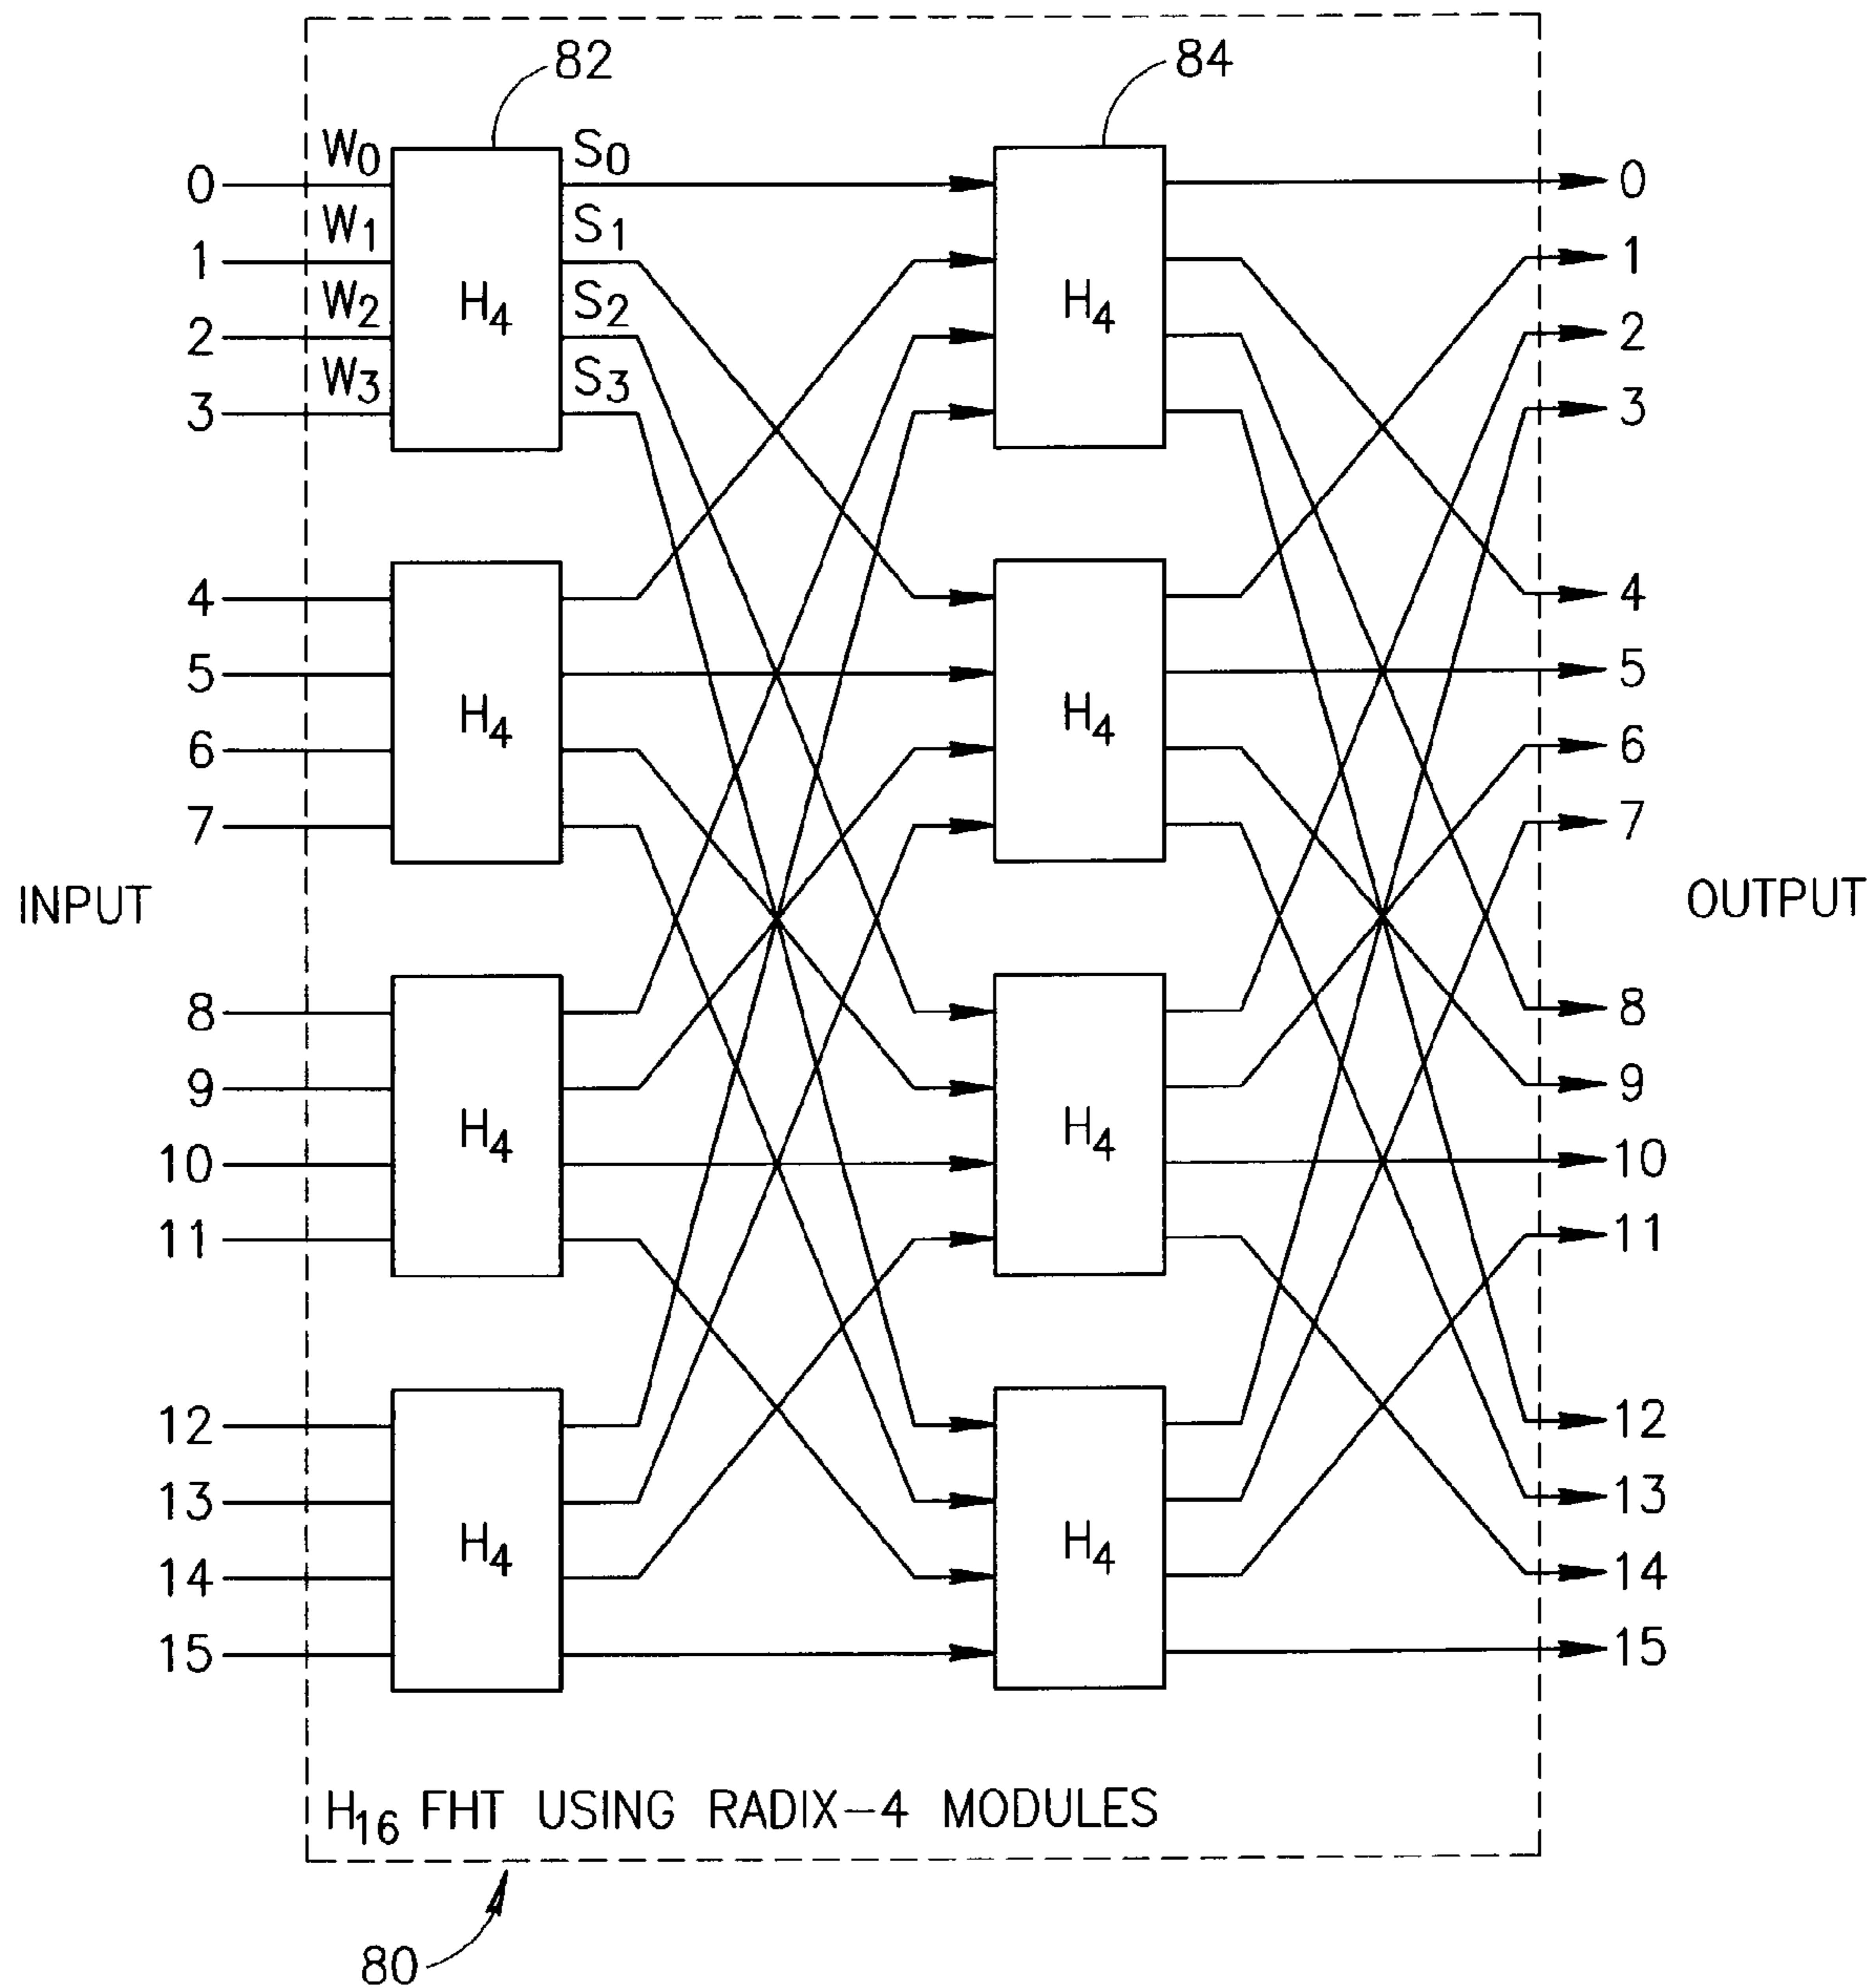 82
84
W0
S0
0
0
W1
S1
1
1
W2
H4
S2
H4
2
2
W3
S3
3
3
4
4
5
5
H4
H4
6
6
7
7
INPUT
OUTPUT
8
8
9
9
H4
H4
10
10
11
11
12
12
13
13
H4
H4
14
14
15
15
H16 FHT USING RADIX-4 MODULES
80